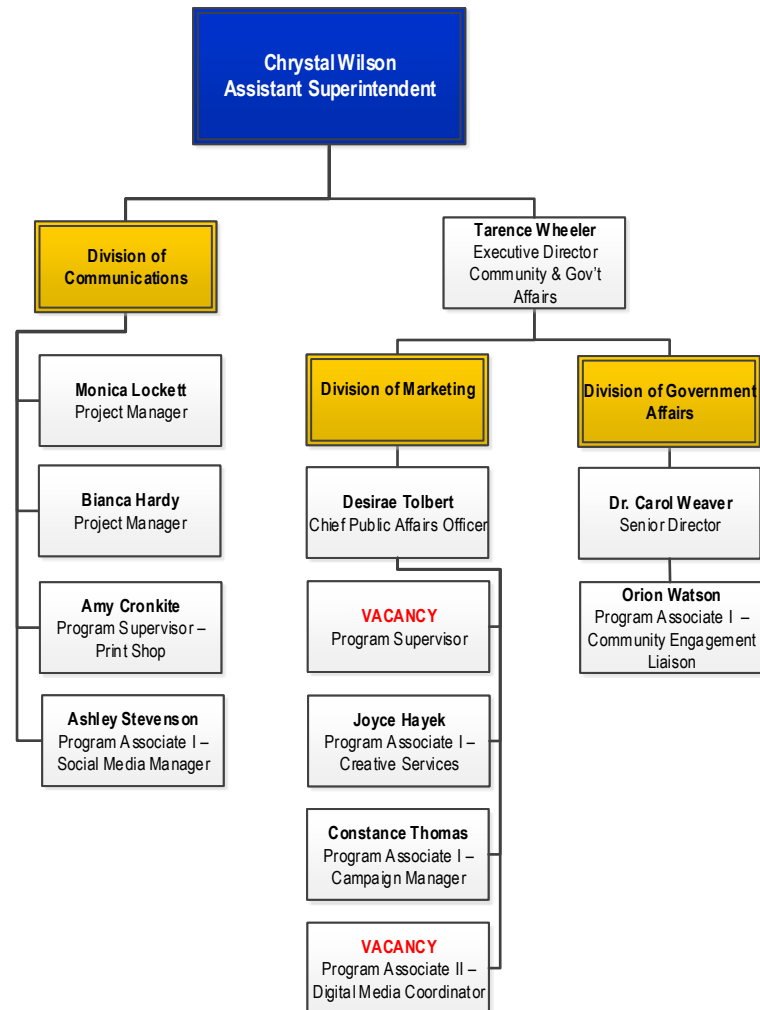 Chrystal Wilson
Assistant Superintendent
Division of
Communications
Tarence Wheeler
Executive Director
Community & Gov't
Affairs
Monica Lockett
Project Manager
Bianca Hardy
Project Manager
Amy Cronkite
Program Supervisor –
Print Shop
Ashley Stevenson
Program Associate I –
Social Media Manager
Division of Marketing
Desirae Tolbert
Chief Public Affairs Officer
VACANCY
Program Supervisor
Joyce Hayek
Program Associate I –
Creative Services
Constance Thomas
Program Associate I –
Campaign Manager
VACANCY
Program Associate II –
Digital Media Coordinator
Division of Government
Affairs
Dr. Carol Weaver
Senior Director
Orion Watson
Program Associate I –
Community Engagement
Liaison